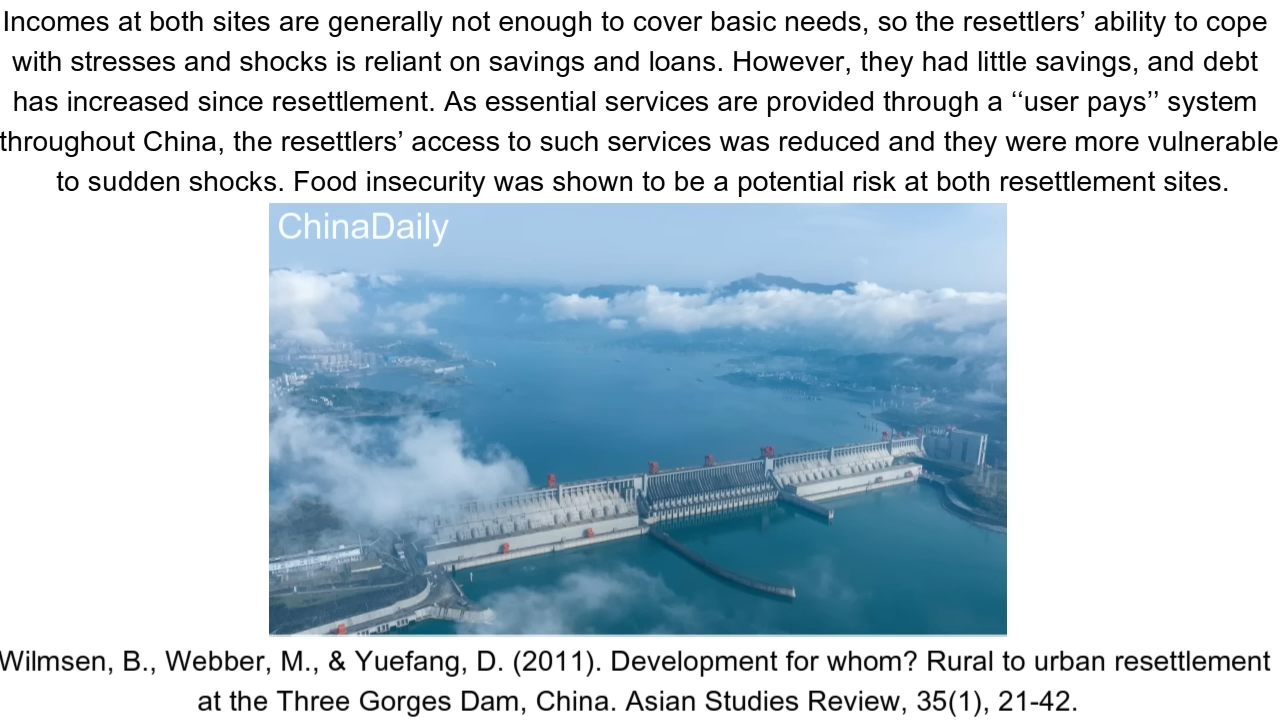 Incomes at both sites are generally not enough to cover basic needs, so the resettlers’ ability to cope
with stresses and shocks is reliant on savings and loans. However, they had little savings, and debt
has increased since resettlement. As essential services are provided through a ‘‘user pays’’ system
throughout China, the resettlers’ access to such services was reduced and they were more vulnerable
to sudden shocks. Food insecurity was shown to be a potential risk at both resettlement sites.
ChinaDaily
Wilmsen, B., Webber, M., & Yuefang, D. (2011). Development for whom? Rural to urban resettlement
at the Three Gorges Dam, China. Asian Studies Review, 35(1), 21-42.